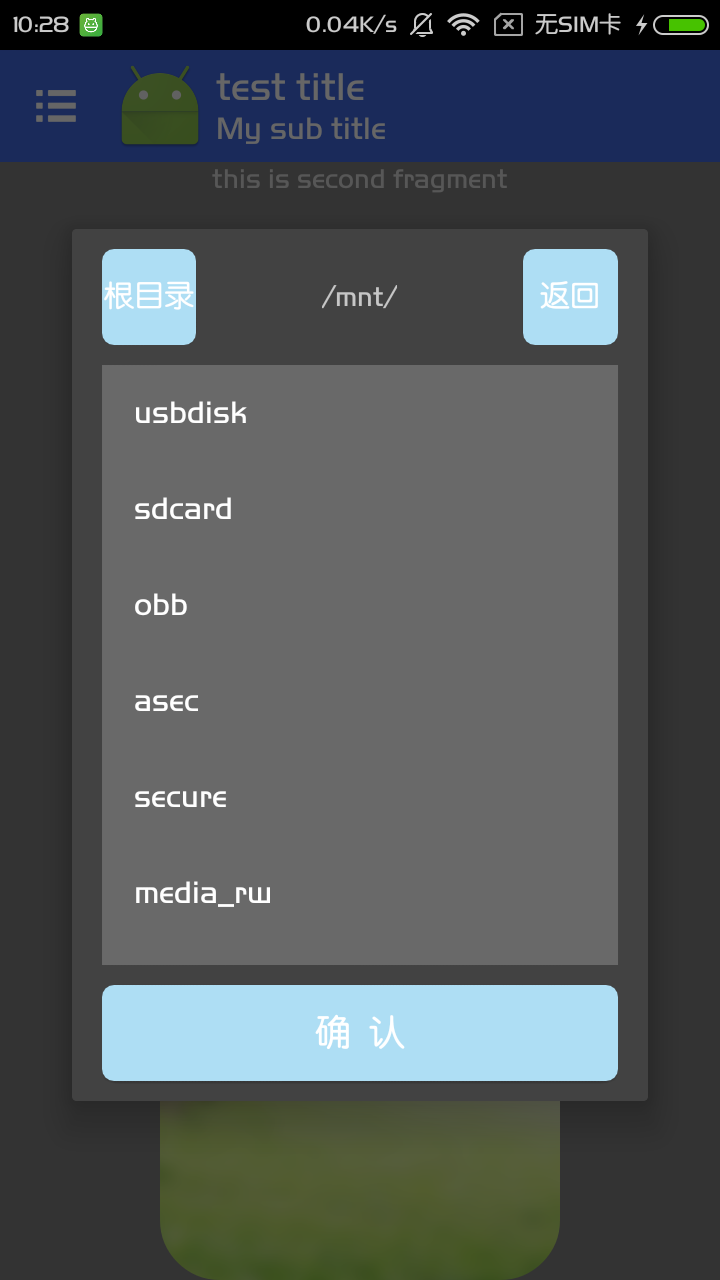 10:28 0.04K/s 无SIM卡
test title
My sub title
this is second fragment
根目录 /mnt/ 返回
usbdisk
sdcard
obb
asec
secure
media_rw
确 认